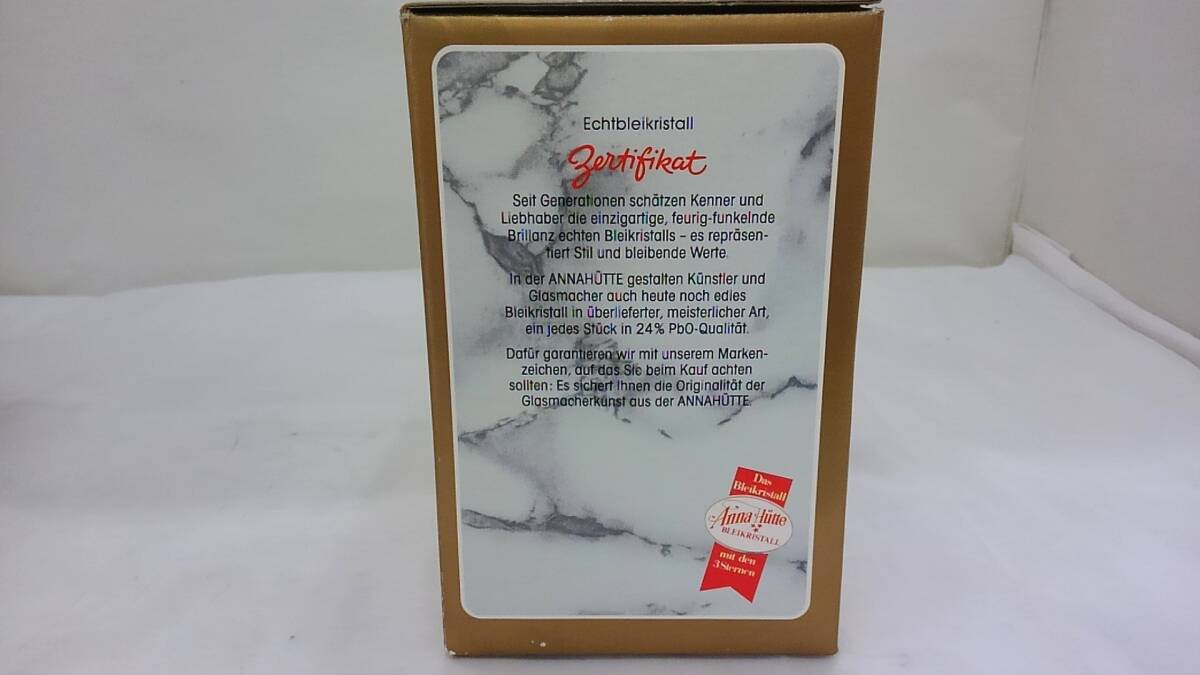 Echtbleikristall
Zertifikat
Seit Generationen schätzen Kenner und
Liebhaber die einzigartige, feurig-funkelnde
Brillanz echten Bleikristalls – es repräsen-
tiert Stil und bleibende Werte.
In der ANNAHÜTTE gestalten Künstler und
Glasmacher auch heute noch edles
Bleikristall in überlieferter, meisterlicher Art,
ein jedes Stück in 24% PbO-Qualität.
Dafür garantieren wir mit unserem Marken-
zeichen, auf das Sie beim Kauf achten
sollten: Es sichert Ihnen die Originalität der
Glasmacherkunst aus der ANNAHÜTTE.
Das
Bleikristall
Anna Hütte
BLEIKRISTALL
mit den
3 Sternen